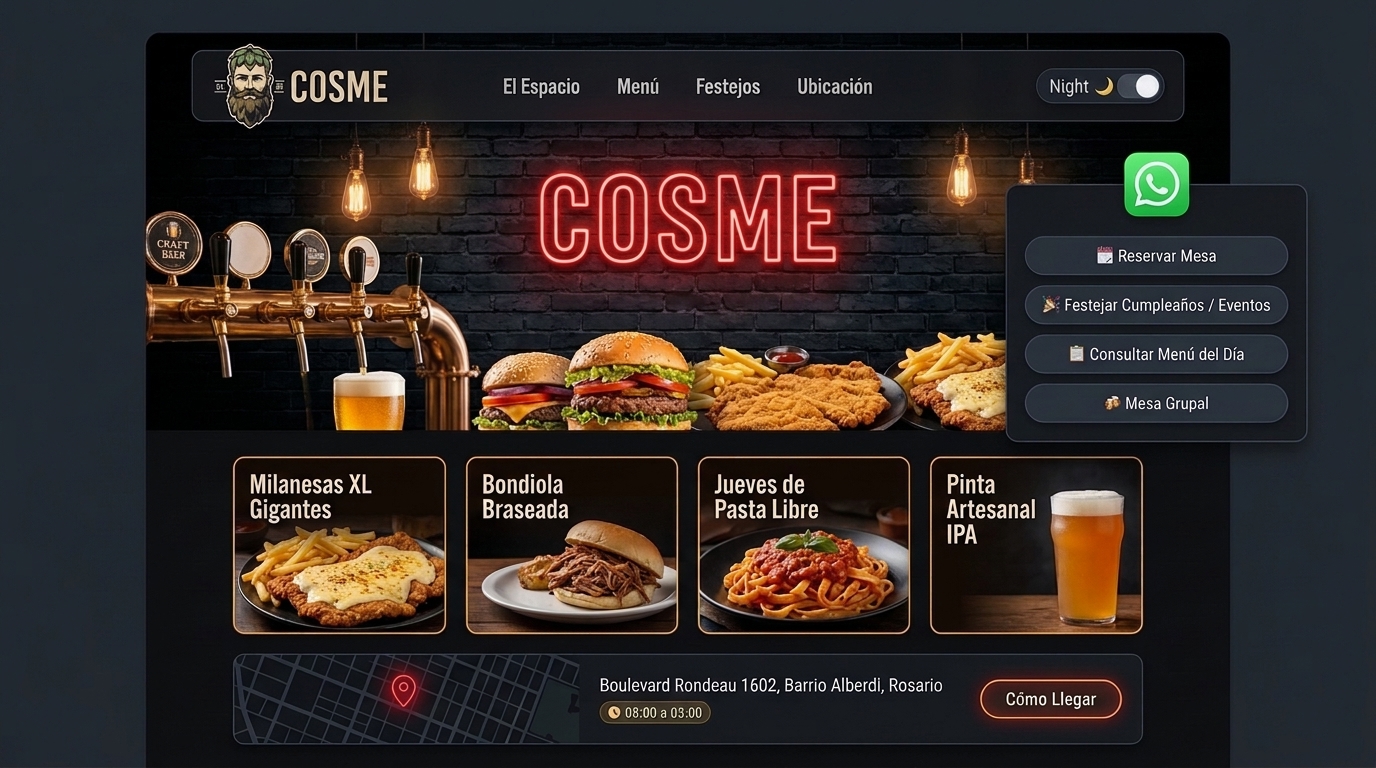 COSME
El Espacio
Menú
Festejos
Ubicación
Night 🌙
COSME
CRAFT
BEER
🗓️ Reservar Mesa
🎉 Festejar Cumpleaños / Eventos
📋 Consultar Menú del Día
🍻 Mesa Grupal
Milanesas XL
Gigantes
Bondiola
Braseada
Jueves de
Pasta Libre
Pinta
Artesanal
IPA
Boulevard Rondeau 1602, Barrio Alberdi, Rosario
🕓 08:00 a 03:00
Cómo Llegar